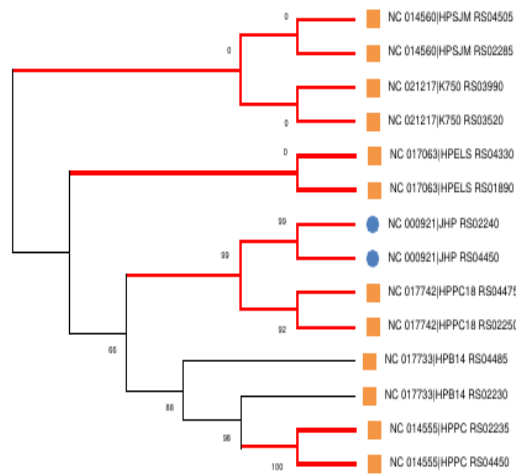 0
NC 014560|HPSJM RS04505
0
NC 014560|HPSJM RS02285
NC 021217|K750 RS03990
0
NC 021217|K750 RS03520
0
NC 017063|HPELS RS04330
NC 017063|HPELS RS01890
99
NC 000921|JHP RS02240
99
NC 000921|JHP RS04450
NC 017742|HPPC18 RS04475
92
NC 017742|HPPC18 RS02250
66
NC 017733|HPB14 RS04485
88
NC 017733|HPB14 RS02230
98
NC 014555|HPPC RS02235
100
NC 014555|HPPC RS04450